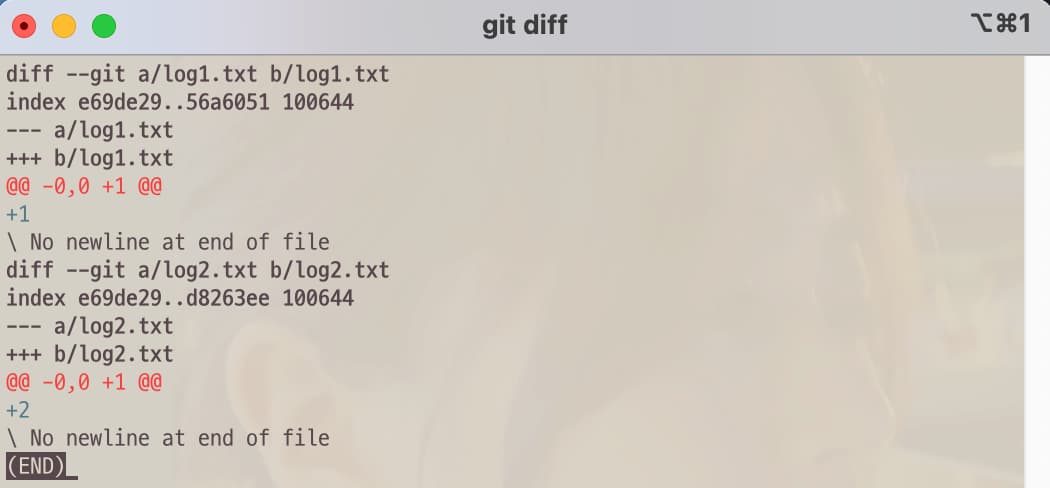 git diff
⌥⌘1
diff --git a/log1.txt b/log1.txt
index e69de29..56a6051 100644
--- a/log1.txt
+++ b/log1.txt
@@ -0,0 +1 @@
+1
\ No newline at end of file
diff --git a/log2.txt b/log2.txt
index e69de29..d8263ee 100644
--- a/log2.txt
+++ b/log2.txt
@@ -0,0 +1 @@
+2
\ No newline at end of file
(END)